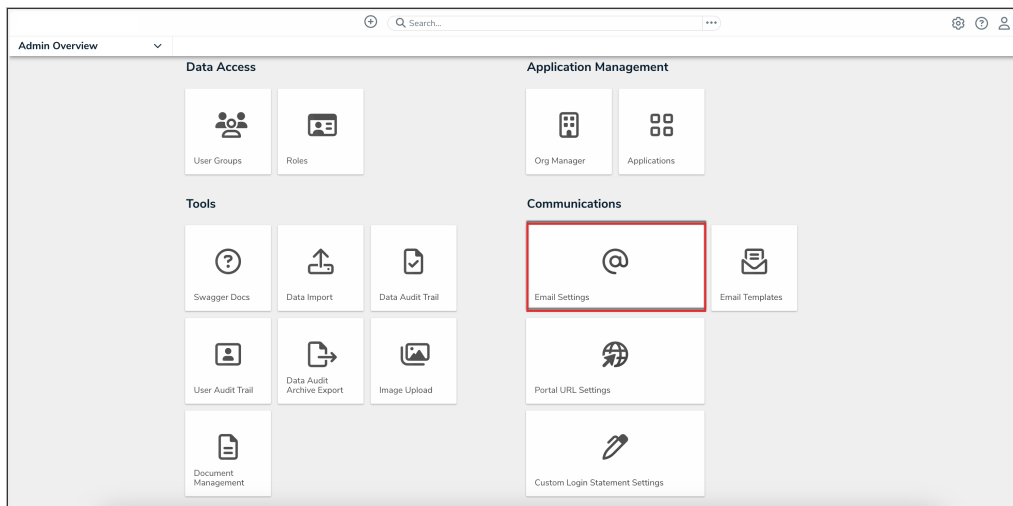 Search...
Admin Overview
Data Access
User Groups
Roles
Application Management
Org Manager
Applications
Tools
Swagger Docs
Data Import
Data Audit Trail
User Audit Trail
Data Audit
Archive Export
Image Upload
Document
Management
Communications
Email Settings
Email Templates
Portal URL Settings
Custom Login Statement Settings